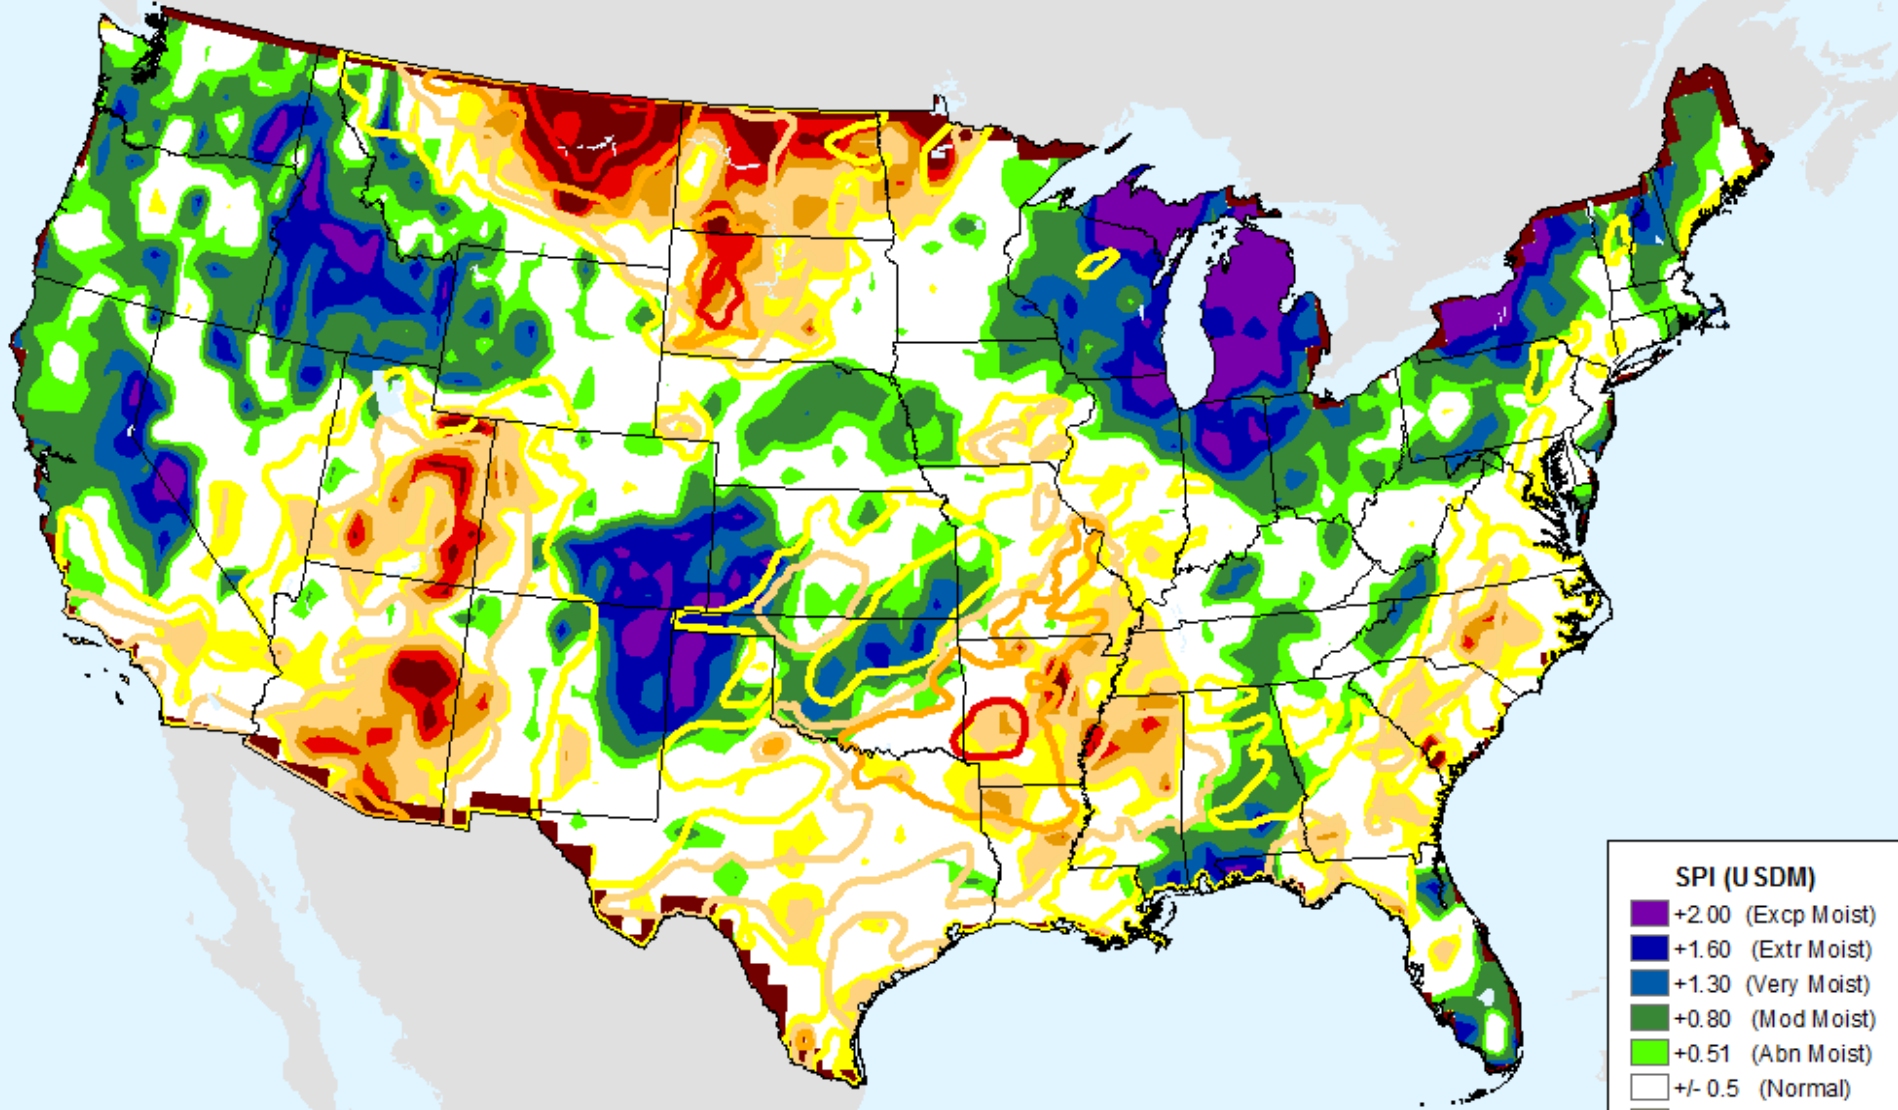 SPI (USDM)
+2.00 (Excp Moist)
+1.60 (Extr Moist)
+1.30 (Very Moist)
+0.80 (Mod Moist)
+0.51 (Abn Moist)
+/- 0.5 (Normal)